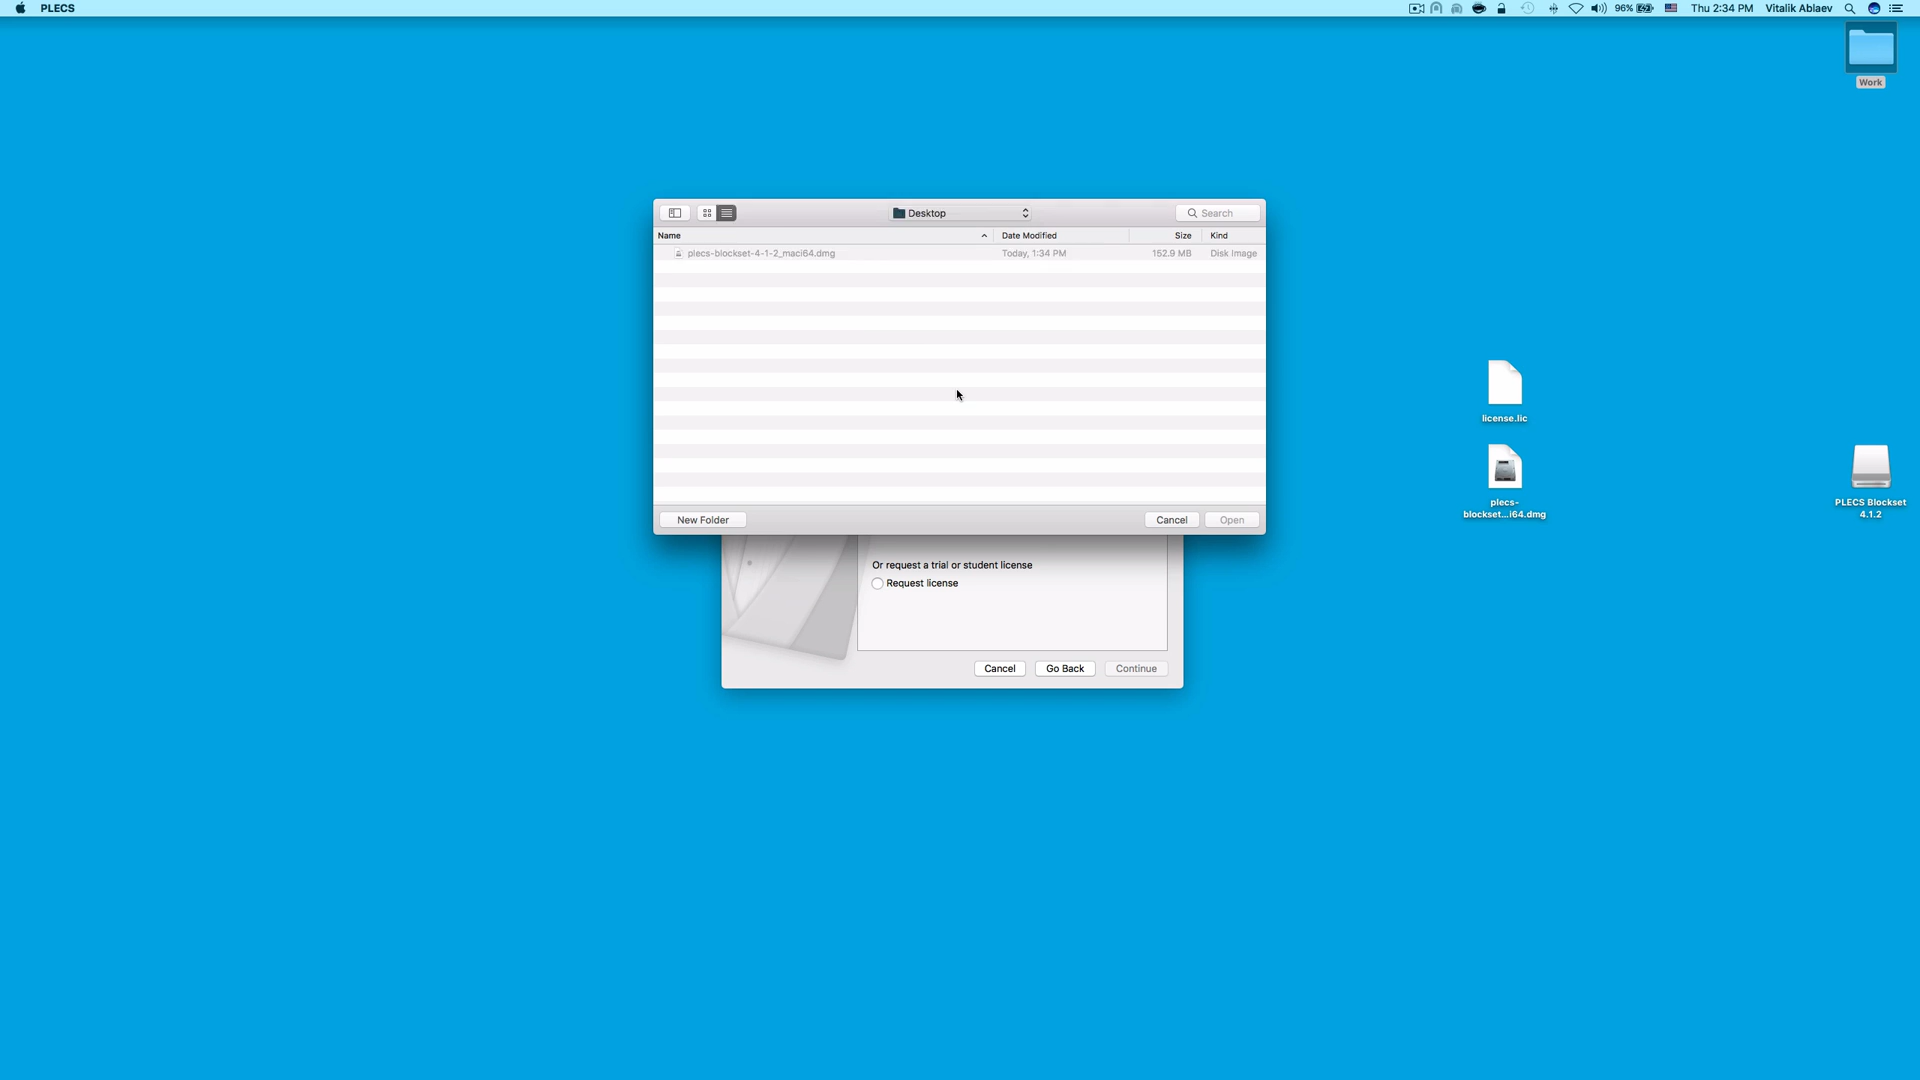 PLECS
96%
Thu 2:34 PM
Vitalik Ablaev
Work
Desktop
Search
Name
Date Modified
Size
Kind
plecs-blockset-4-1-2_maci64.dmg
Today, 1:34 PM
152.9 MB
Disk Image
New Folder
Cancel
Open
Or request a trial or student license
Request license
Cancel
Go Back
Continue
license.lic
plecs-
blockset...i64.dmg
PLECS Blockset
4.1.2